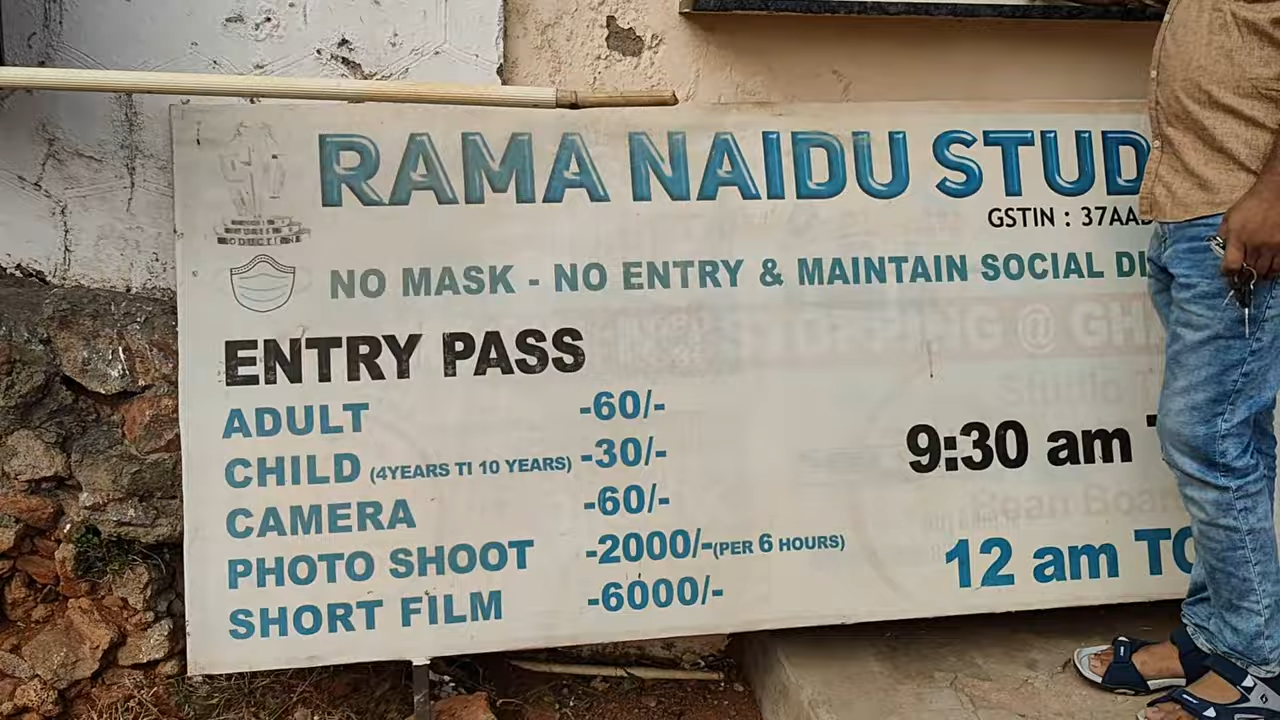 RAMA NAIDU STUD
GSTIN : 37AAB
NO MASK - NO ENTRY & MAINTAIN SOCIAL DI
ENTRY PASS
ADULT -60/-
CHILD (4YEARS TI 10 YEARS) -30/-
CAMERA -60/-
PHOTO SHOOT -2000/-(PER 6 HOURS)
SHORT FILM -6000/-
9:30 am
12 am TO